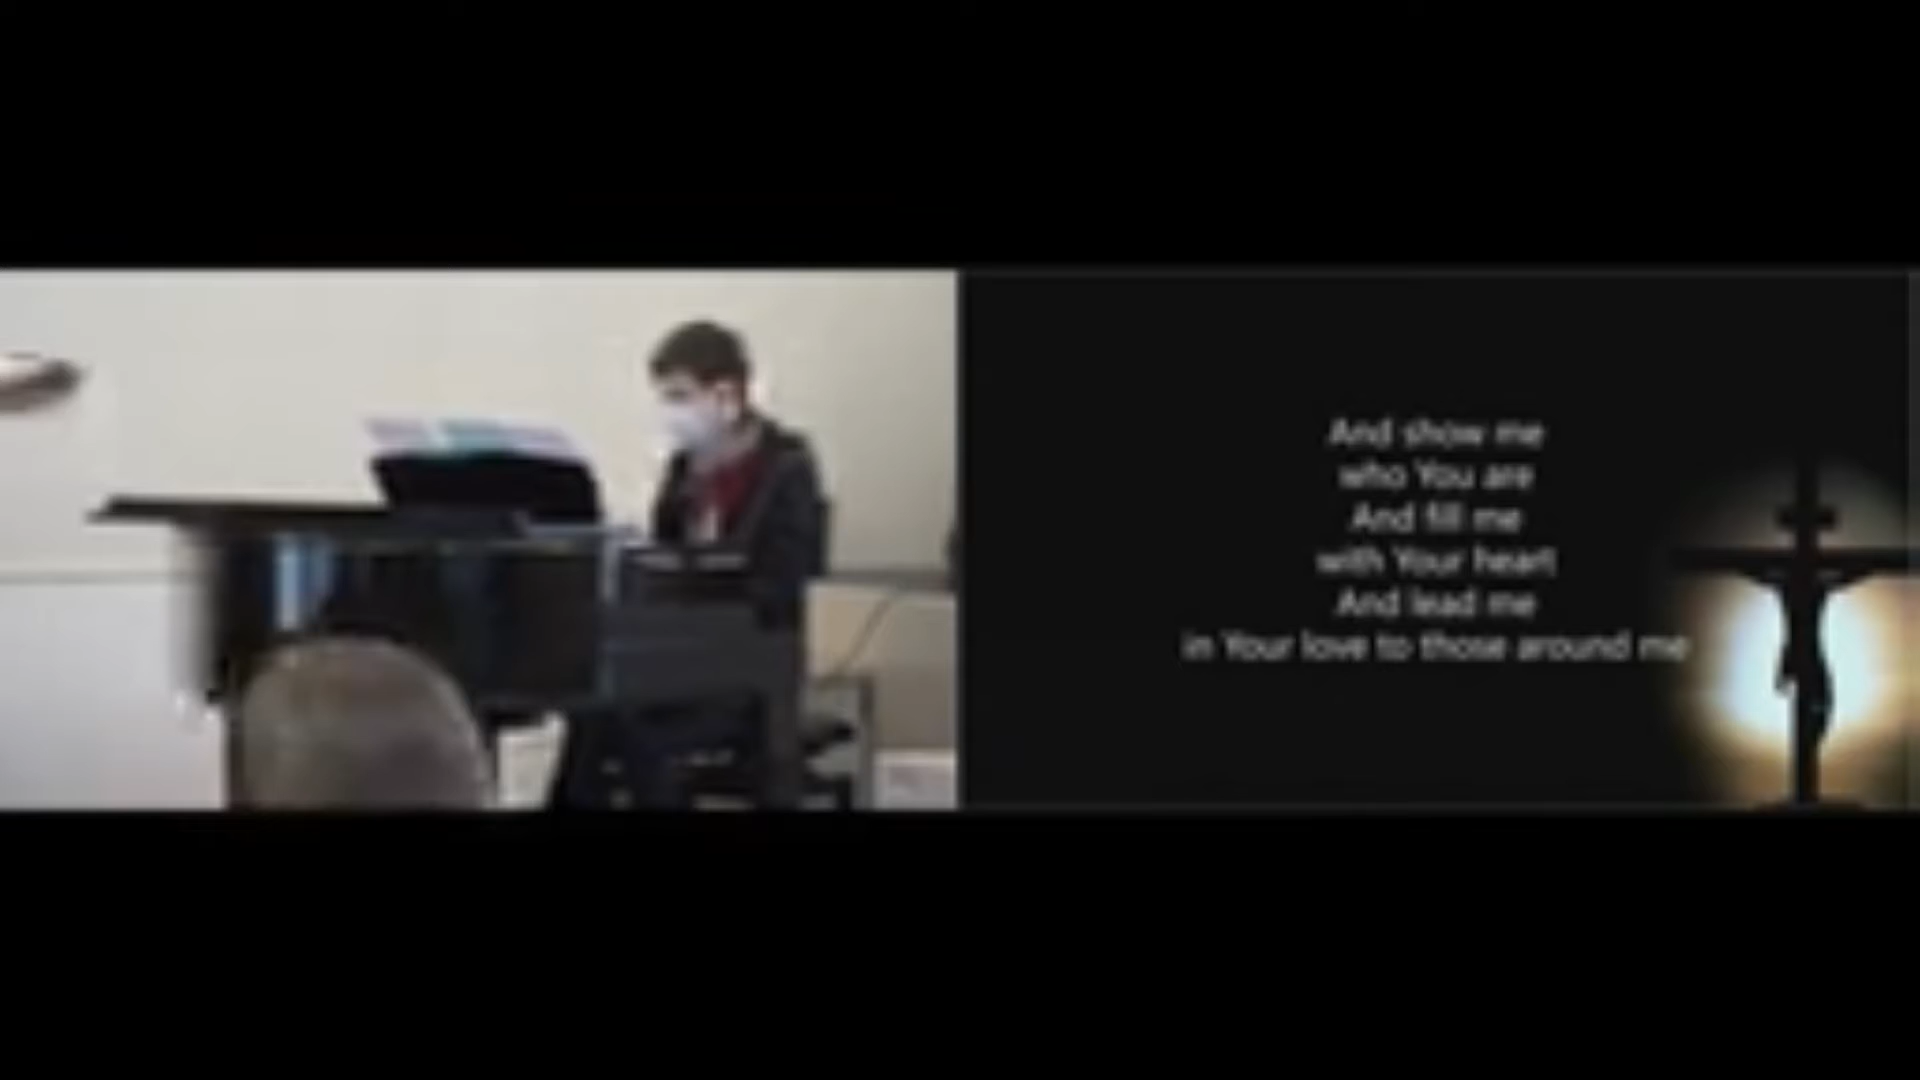 And show me
who You are
And fill me
with Your heart
And lead me
in Your love to those around me